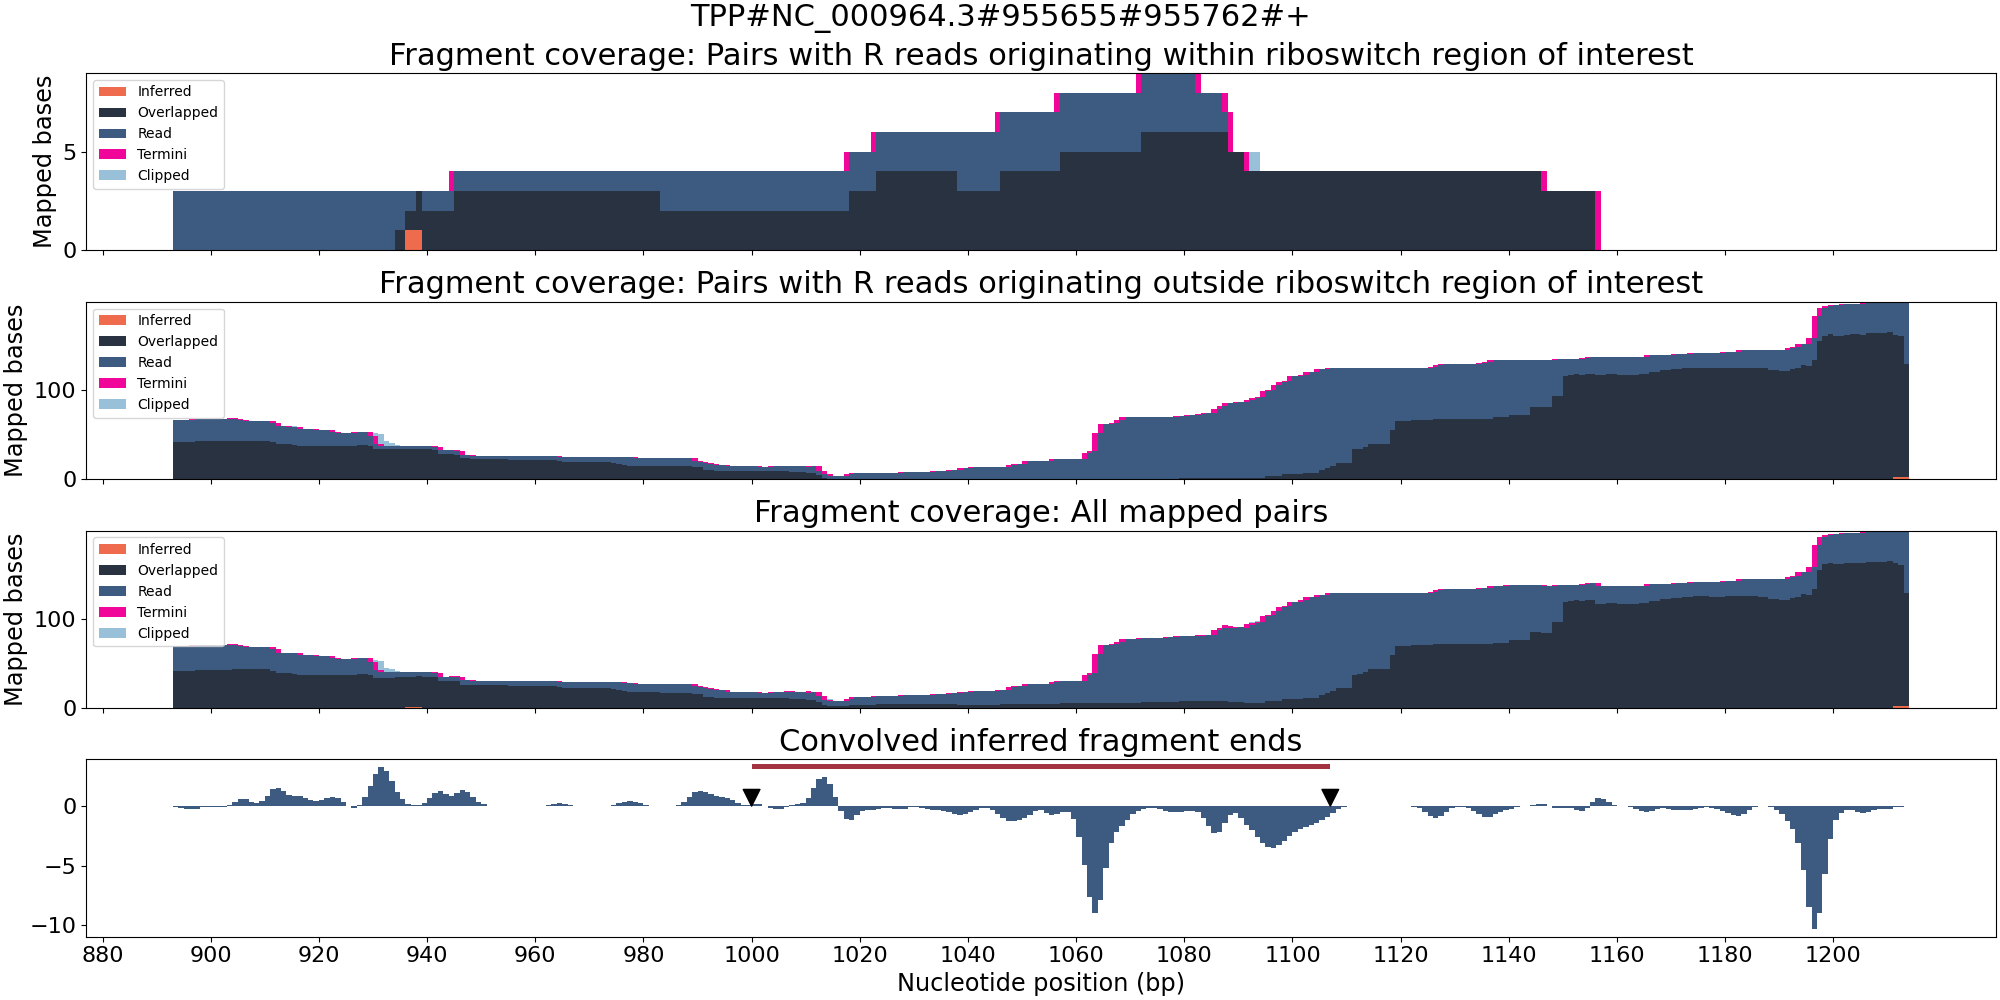 TPP#NC_000964.3#955655#955762#+
Fragment coverage: Pairs with R reads originating within riboswitch region of interest
Mapped bases
5
0
Inferred
Overlapped
Read
Termini
Clipped
Fragment coverage: Pairs with R reads originating outside riboswitch region of interest
Mapped bases
100
0
Inferred
Overlapped
Read
Termini
Clipped
Fragment coverage: All mapped pairs
Mapped bases
100
0
Inferred
Overlapped
Read
Termini
Clipped
Convolved inferred fragment ends
0
−5
−10
880 900 920 940 960 980 1000 1020 1040 1060 1080 1100 1120 1140 1160 1180 1200
Nucleotide position (bp)